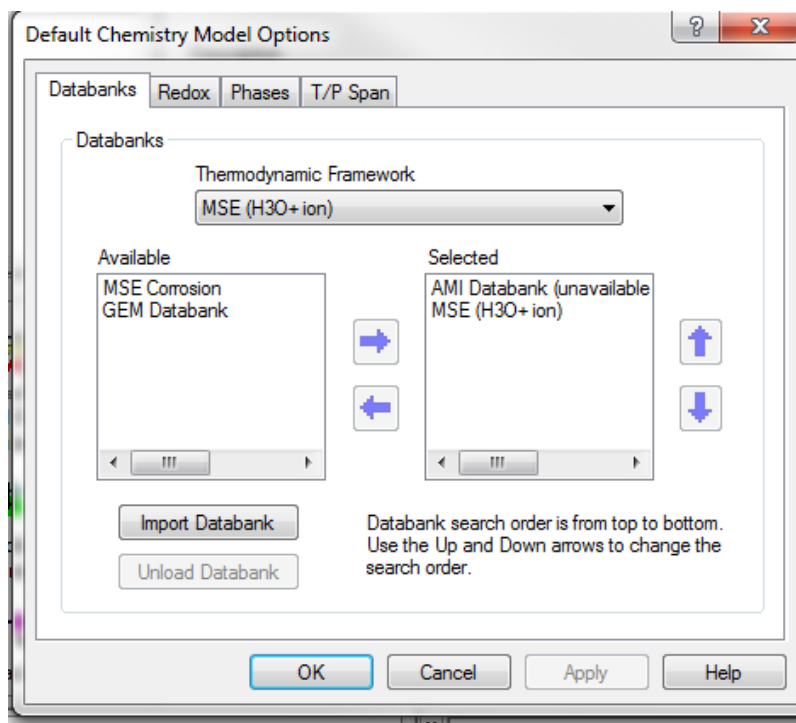 Default Chemistry Model Options
Databanks Redox Phases T/P Span
Databanks
Thermodynamic Framework
MSE (H3O+ ion)
Available Selected
MSE Corrosion AMI Databank (unavailable
GEM Databank MSE (H3O+ ion)
Import Databank
Unload Databank
Databank search order is from top to bottom.
Use the Up and Down arrows to change the
search order.
OK Cancel Apply Help